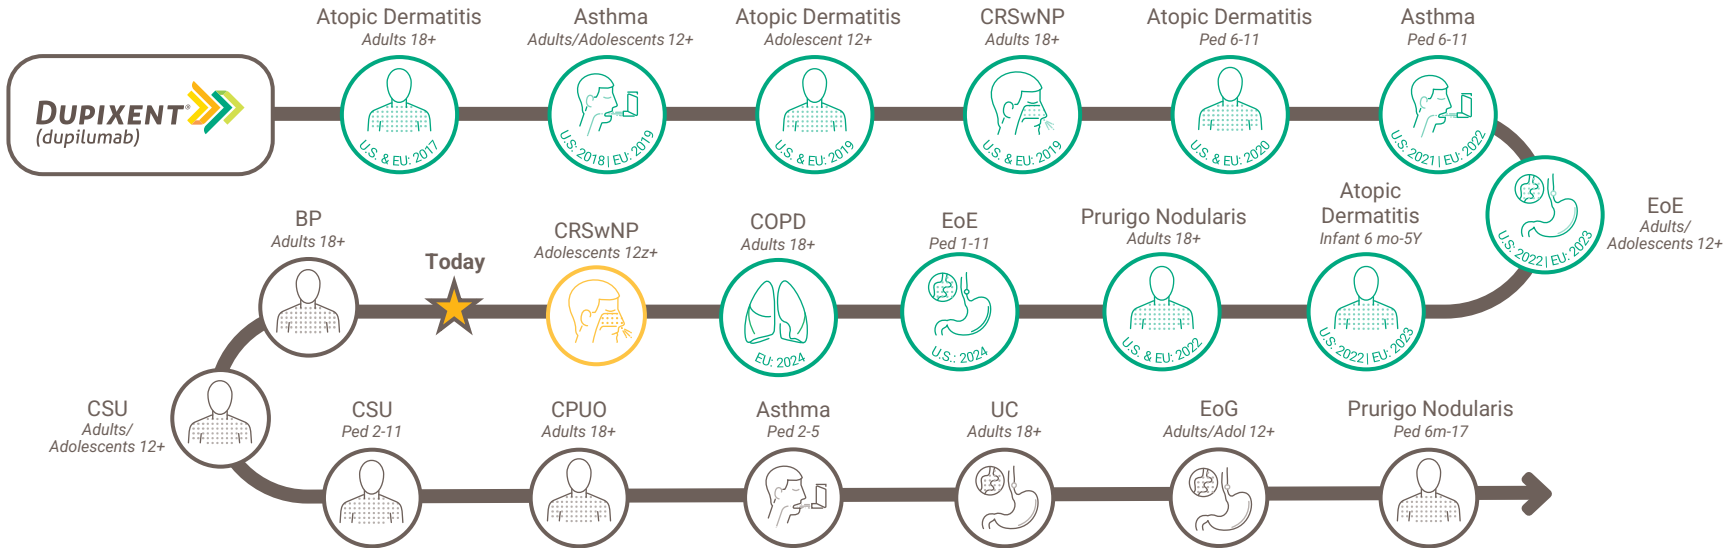 DUPIXENT®
(dupilumab)
Atopic Dermatitis
Adults 18+
U.S. & EU: 2017
Asthma
Adults/Adolescents 12+
U.S: 2018 | EU: 2019
Atopic Dermatitis
Adolescent 12+
U.S. & EU: 2019
CRSwNP
Adults 18+
U.S. & EU: 2019
Atopic Dermatitis
Ped 6-11
U.S. & EU: 2020
Asthma
Ped 6-11
U.S: 2021 | EU: 2022
EoE
Adults/
Adolescents 12+
U.S: 2022 | EU: 2023
Atopic
Dermatitis
Infant 6 mo-5Y
U.S: 2022 | EU: 2023
Prurigo Nodularis
Adults 18+
U.S. & EU: 2022
EoE
Ped 1-11
U.S.: 2024
COPD
Adults 18+
EU: 2024
CRSwNP
Adolescents 12z+
Today
BP
Adults 18+
CSU
Adults/
Adolescents 12+
CSU
Ped 2-11
CPUO
Adults 18+
Asthma
Ped 2-5
UC
Adults 18+
EoG
Adults/Adol 12+
Prurigo Nodularis
Ped 6m-17